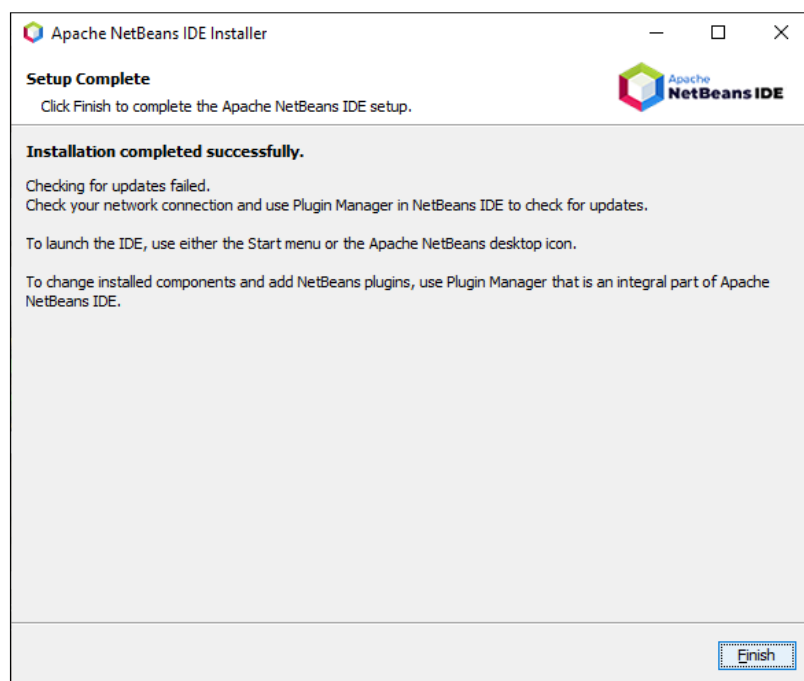 Apache NetBeans IDE Installer
Setup Complete
Click Finish to complete the Apache NetBeans IDE setup.
Apache
NetBeans IDE
Installation completed successfully.
Checking for updates failed.
Check your network connection and use Plugin Manager in NetBeans IDE to check for updates.
To launch the IDE, use either the Start menu or the Apache NetBeans desktop icon.
To change installed components and add NetBeans plugins, use Plugin Manager that is an integral part of Apache
NetBeans IDE.
Finish